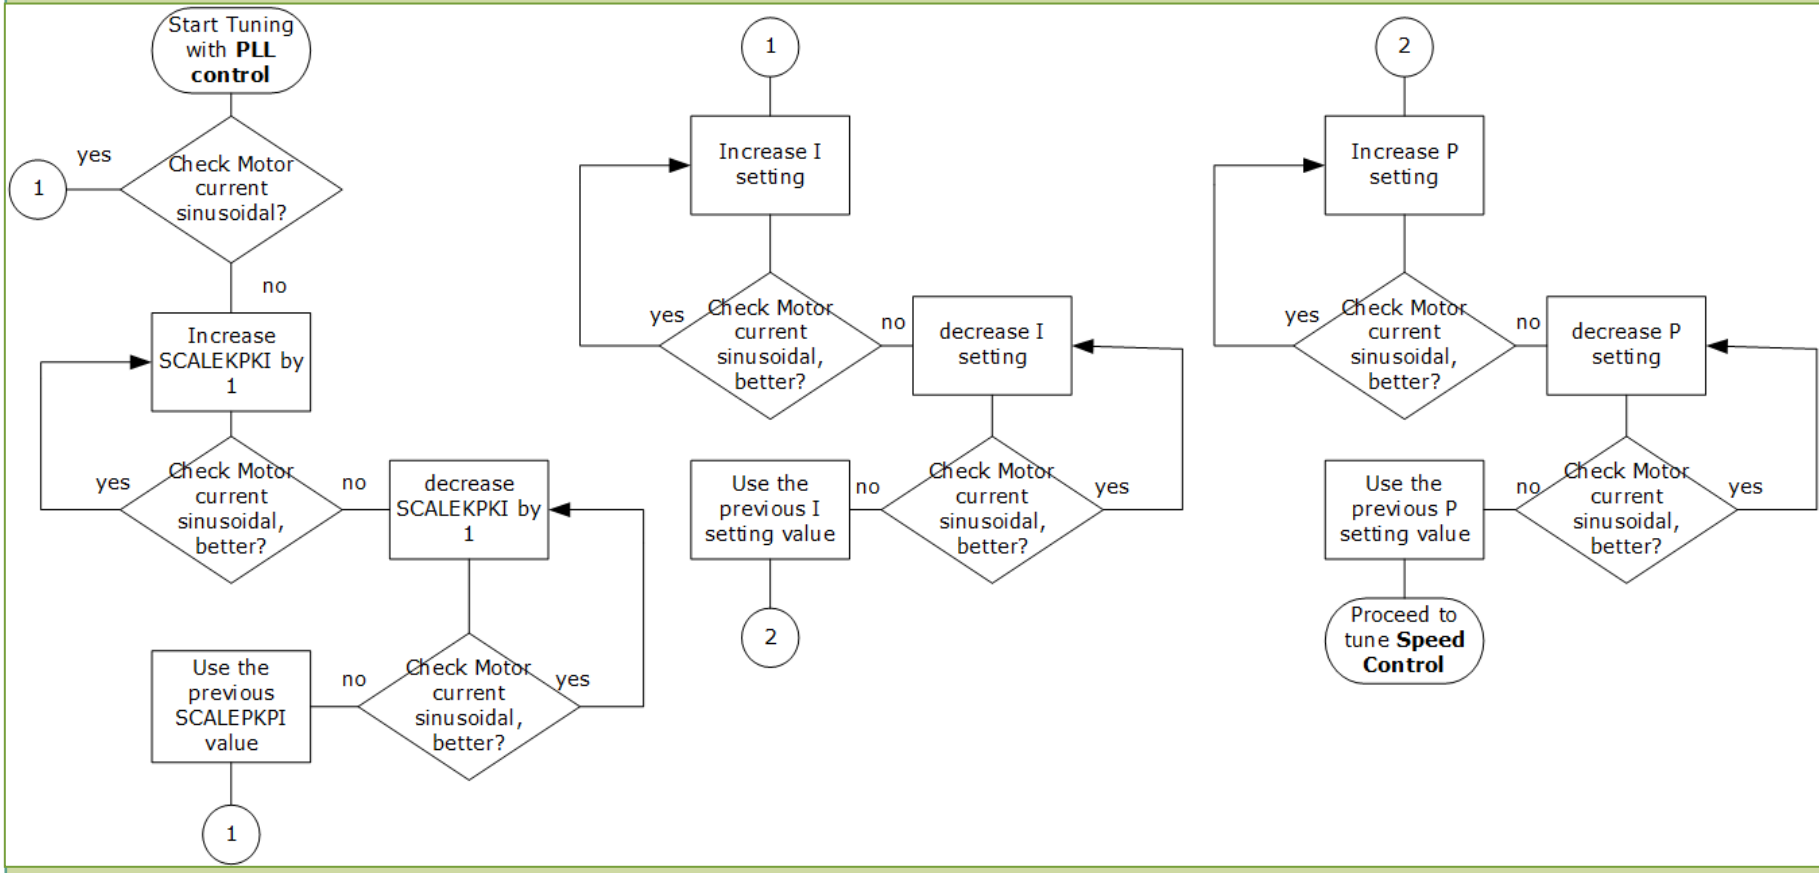 Start Tuning
with PLL
control
yes
1
Check Motor
current
sinusoidal?
no
Increase
SCALEKPKI by
1
yes
Check Motor
current
sinusoidal,
better?
no
decrease
SCALEKPKI by
1
Use the
previous
SCALEPKPI
value
no
Check Motor
current
sinusoidal,
better?
yes
1
1
Increase I
setting
yes
Check Motor
current
sinusoidal,
better?
no
decrease I
setting
Use the
previous I
setting value
no
Check Motor
current
sinusoidal,
better?
yes
2
2
Increase P
setting
yes
Check Motor
current
sinusoidal,
better?
no
decrease P
setting
Use the
previous P
setting value
no
Check Motor
current
sinusoidal,
better?
yes
Proceed to
tune Speed
Control